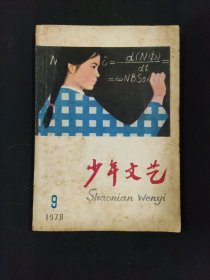 N
i = d(NΦ)
dt
= ωNBS
少年文艺
Shaonian Wenyi
9
1978